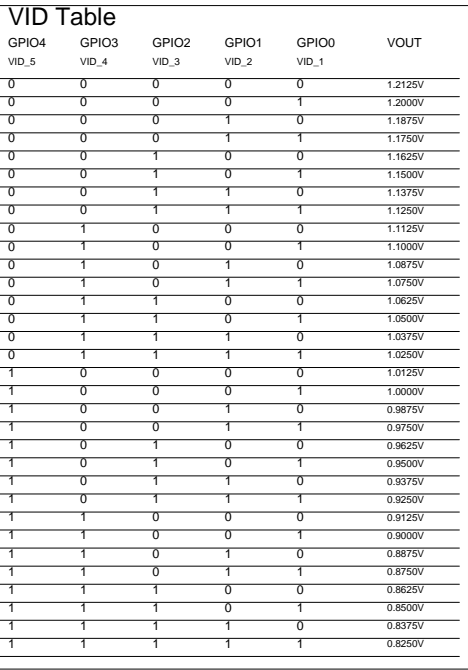 VID Table
GPIO4 GPIO3 GPIO2 GPIO1 GPIO0 VOUT
VID_5 VID_4 VID_3 VID_2 VID_1
0 0 0 0 0 1.2125V
0 0 0 0 1 1.2000V
0 0 0 1 0 1.1875V
0 0 0 1 1 1.1750V
0 0 1 0 0 1.1625V
0 0 1 0 1 1.1500V
0 0 1 1 0 1.1375V
0 0 1 1 1 1.1250V
0 1 0 0 0 1.1125V
0 1 0 0 1 1.1000V
0 1 0 1 0 1.0875V
0 1 0 1 1 1.0750V
0 1 1 0 0 1.0625V
0 1 1 0 1 1.0500V
0 1 1 1 0 1.0375V
0 1 1 1 1 1.0250V
1 0 0 0 0 1.0125V
1 0 0 0 1 1.0000V
1 0 0 1 0 0.9875V
1 0 0 1 1 0.9750V
1 0 1 0 0 0.9625V
1 0 1 0 1 0.9500V
1 0 1 1 0 0.9375V
1 0 1 1 1 0.9250V
1 1 0 0 0 0.9125V
1 1 0 0 1 0.9000V
1 1 0 1 0 0.8875V
1 1 0 1 1 0.8750V
1 1 1 0 0 0.8625V
1 1 1 0 1 0.8500V
1 1 1 1 0 0.8375V
1 1 1 1 1 0.8250V